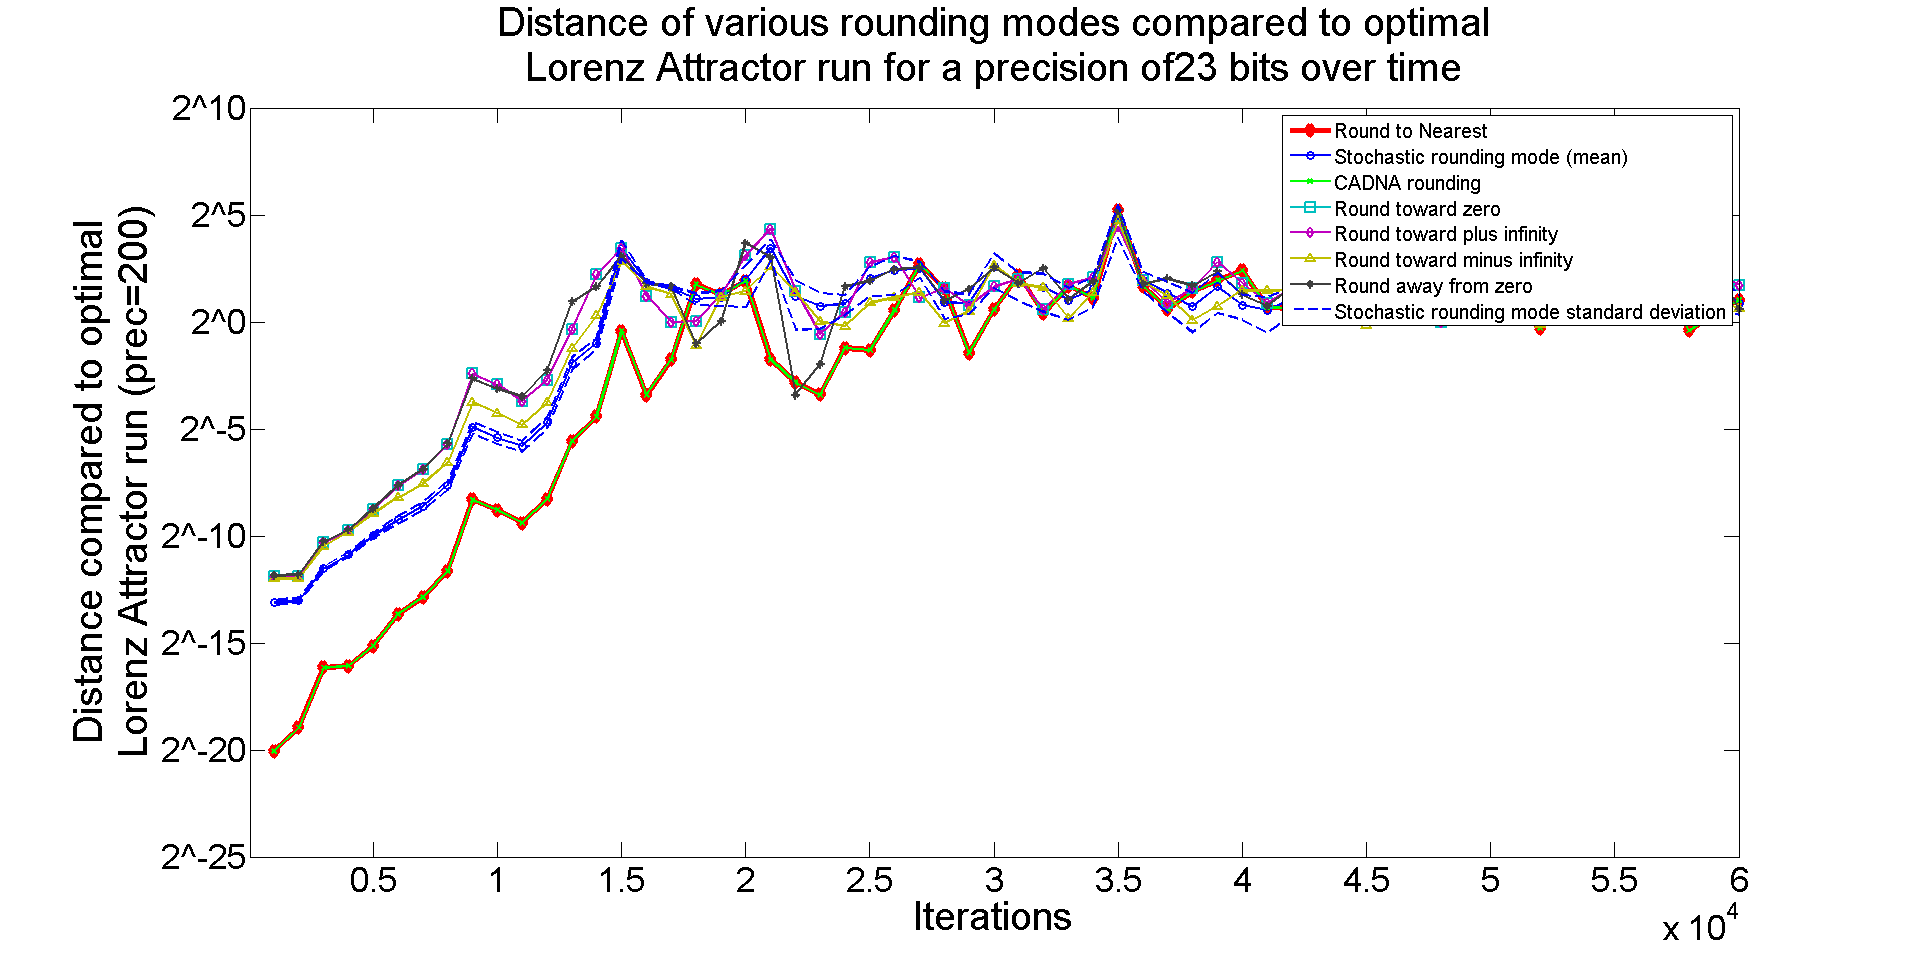 Distance of various rounding modes compared to optimal
Lorenz Attractor run for a precision of23 bits over time
Distance compared to optimal
Lorenz Attractor run (prec=200)
2^10
2^5
2^0
2^-5
2^-10
2^-15
2^-20
2^-25
Round to Nearest
Stochastic rounding mode (mean)
CADNA rounding
Round toward zero
Round toward plus infinity
Round toward minus infinity
Round away from zero
Stochastic rounding mode standard deviation
0.5 1 1.5 2 2.5 3 3.5 4 4.5 5 5.5 6
Iterations
x 10^4